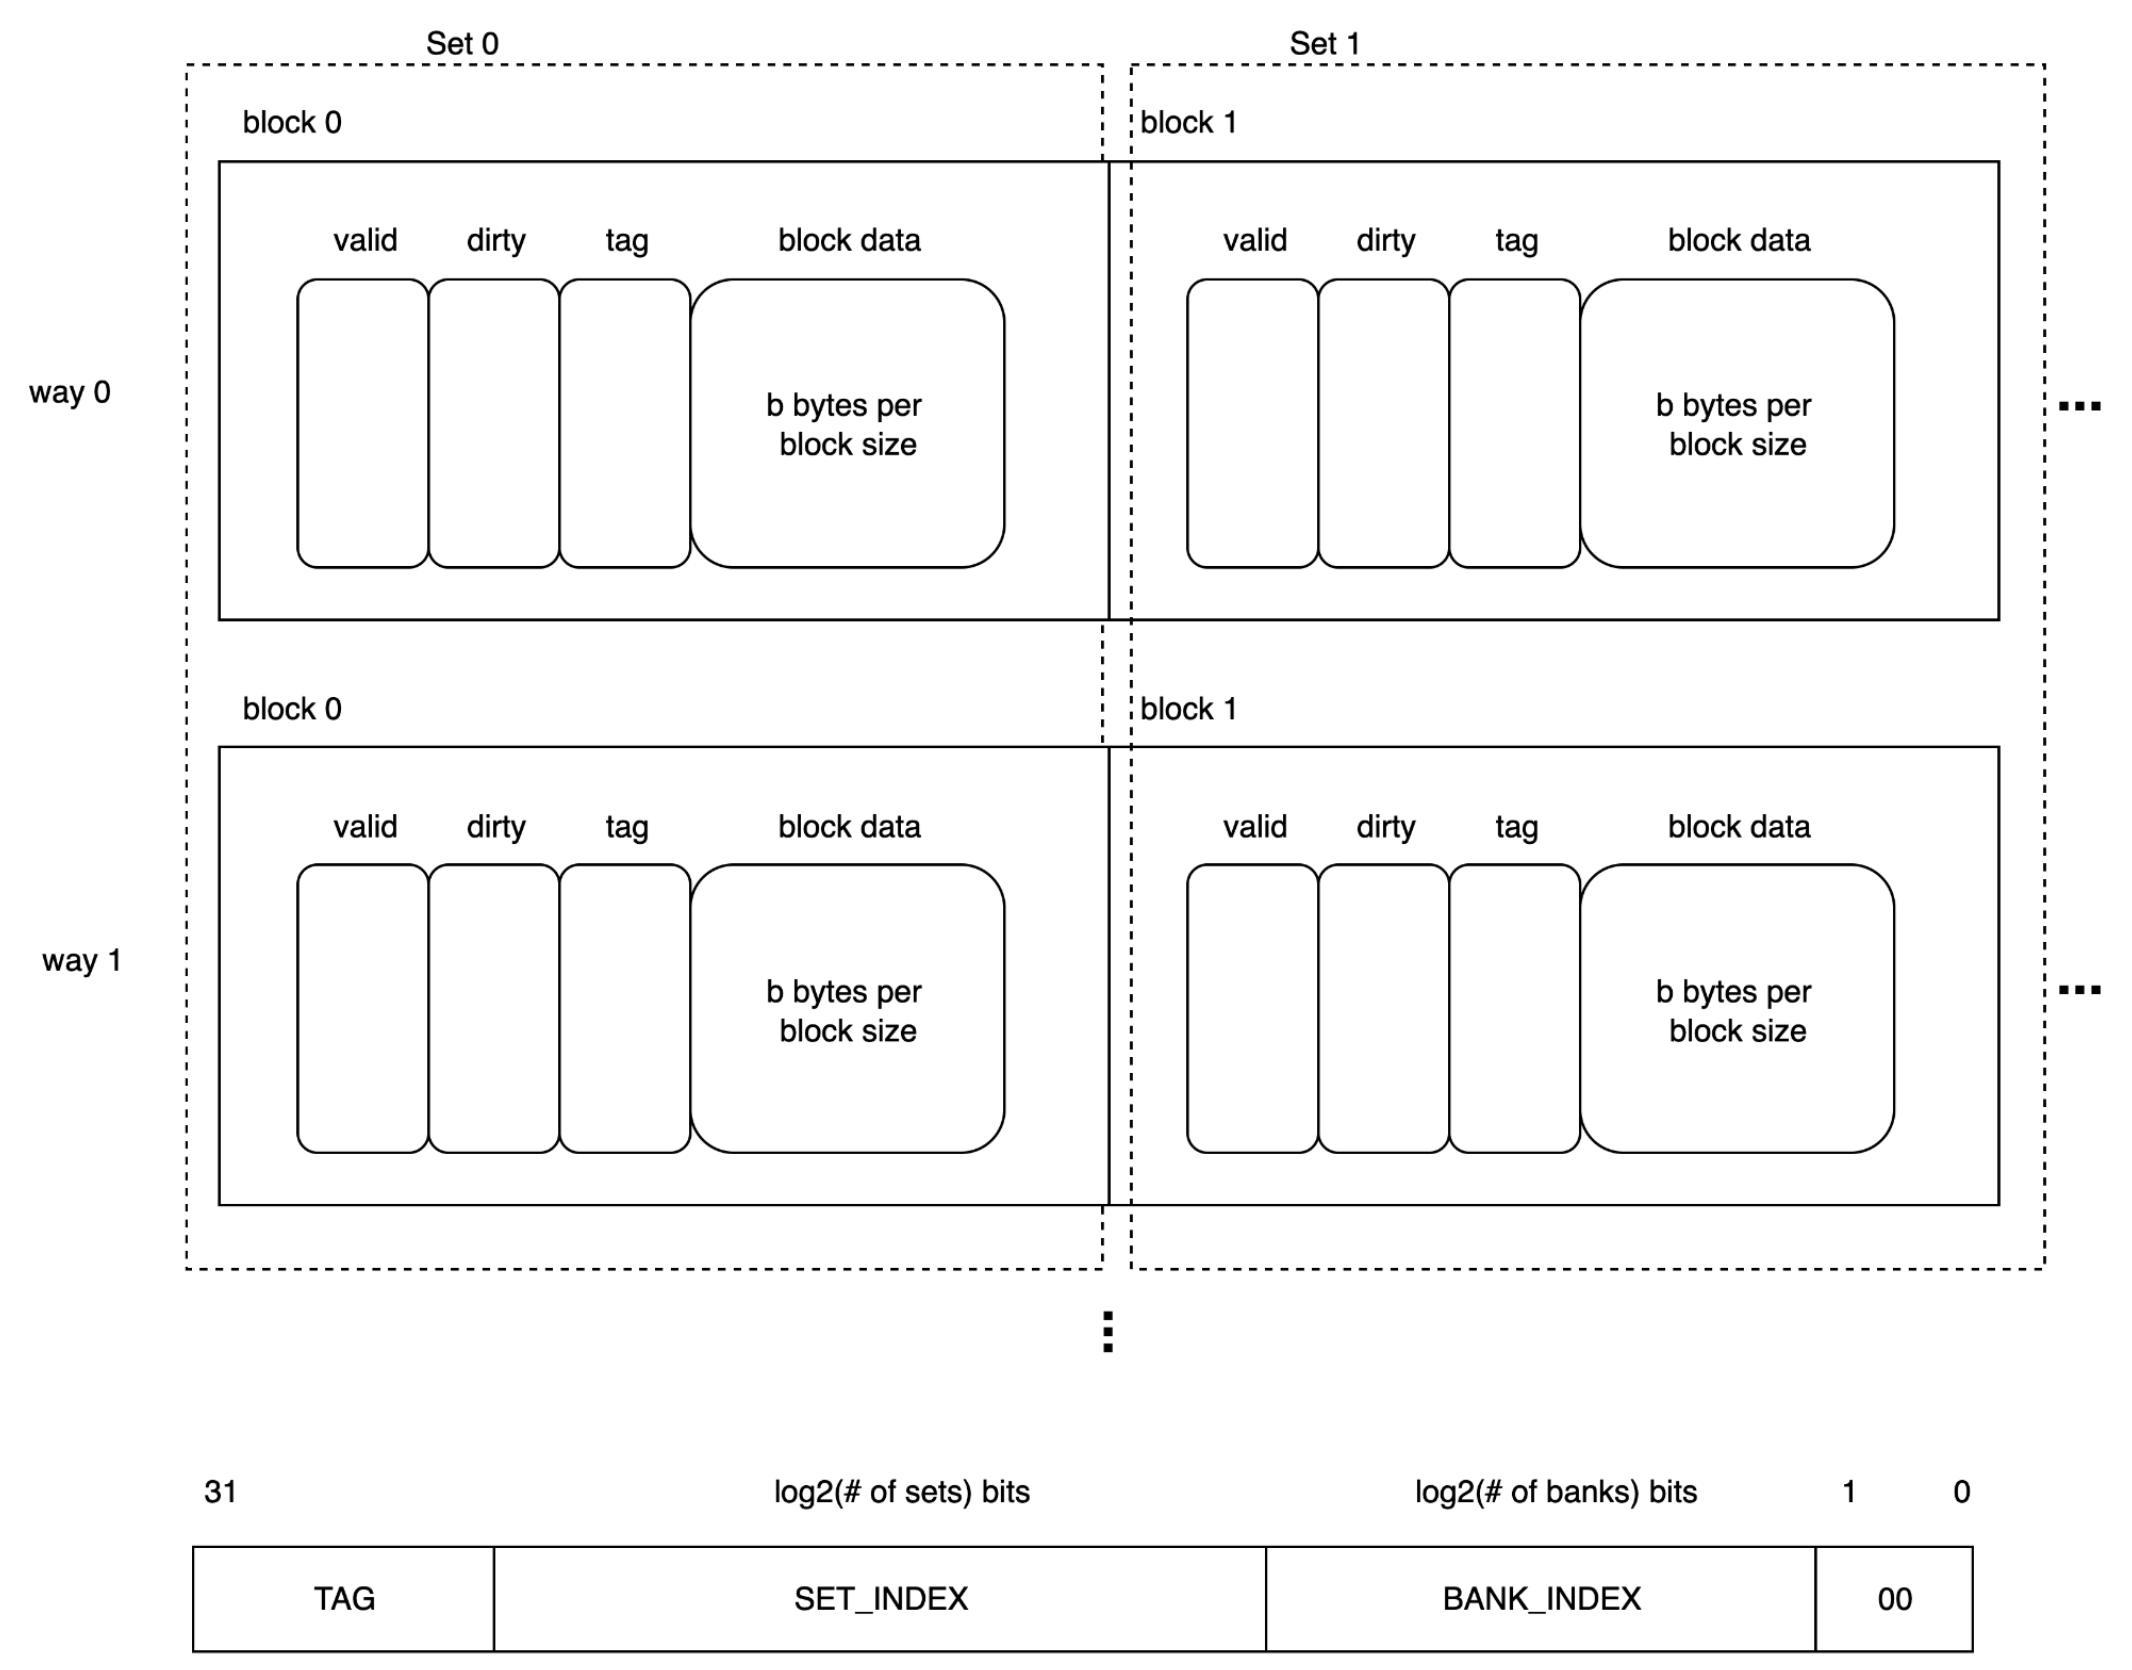 Set 0
Set 1
block 0
block 1
valid
dirty
tag
block data
valid
dirty
tag
block data
way 0
b bytes per
block size
b bytes per
block size
block 0
block 1
valid
dirty
tag
block data
valid
dirty
tag
block data
way 1
b bytes per
block size
b bytes per
block size
31
log2(# of sets) bits
log2(# of banks) bits
1
0
TAG
SET_INDEX
BANK_INDEX
00